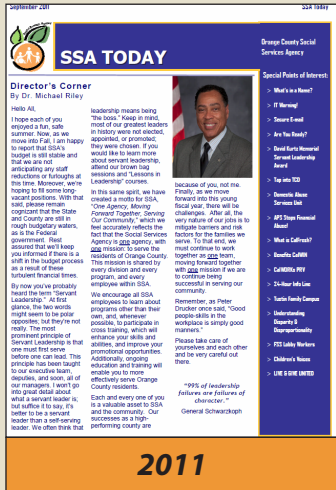 September 2011
SSA Today
SSA TODAY
Orange County Social
Services Agency
Director's Corner
By Dr. Michael Riley
Hello All,
I hope each of you
enjoyed a fun, safe
summer. Now, as we
move into Fall, I am happy
to report that SSA's
budget is still stable and
that we are not
anticipating any staff
reductions or furloughs at
this time. Moreover, we're
hoping to fill some long-
vacant positions. With that
said, please remain
cognizant that the State
and County are still in
rough budgetary waters,
as is the Federal
government. Rest
assured that we'll keep
you informed if there is a
shift in the budget process
as a result of these
turbulent financial times.
By now you've probably
heard the term "Servant
Leadership." At first
glance, the two words
might seem to be polar
opposites; but they're not
really. The most
prominent principle of
Servant Leadership is that
one must first serve
before one can lead. This
principle has been taught
to our executive team,
deputies, and soon, all of
our managers. I won't go
into great detail about
what a servant leader is;
but suffice it to say, it's
better to be a servant
leader than a self-serving
leader. We often think that
leadership means being
"the boss." Keep in mind,
most of our greatest leaders
in history were not elected,
appointed, or promoted;
they were chosen. If you
would like to learn more
about servant leadership,
attend our brown bag
sessions and "Lessons in
Leadership" courses.
In this same spirit, we have
created a motto for SSA,
"One Agency, Moving
Forward Together, Serving
Our Community," which we
feel accurately reflects the
fact that the Social Services
Agency is one agency, with
one mission: to serve the
residents of Orange County.
This mission is shared by
every division and every
program, and every
employee within SSA.
We encourage all SSA
employees to learn about
programs other than their
own, and, wherever
possible, to participate in
cross training, which will
enhance your skills and
abilities, and improve your
promotional opportunities.
Additionally, ongoing
education and training will
enable you to more
effectively serve Orange
County residents.
Each and every one of you
is a valuable asset to SSA
and the community. Our
successes as a high-
performing county are
because of you, not me.
Finally, as we move
forward into this young
fiscal year, there will be
challenges. After all, the
very nature of our jobs is to
mitigate barriers and risk
factors for the families we
serve. To that end, we
must continue to work
together as one team,
moving forward together
with one mission if we are
to continue being
successful in serving our
community.
Remember, as Peter
Drucker once said, "Good
people-skills in the
workplace is simply good
manners."
Please take care of
yourselves and each other
and be very careful out
there.
"99% of leadership
failures are failures of
character."
General Schwarzkoph
Special Points of Interest:
> What's in a Name?
> IT Warning!
> Secure E-mail
> Are You Ready?
> David Kurtz Memorial
Servant Leadership
Award
> Tap into TCO
> Domestic Abuse
Services Unit
> APS Stops Financial
Abuse!
> What is CalFresh?
> Benefits CalWIN
> CalWORKs PRV
> 24-Hour Info Line
> Tustin Family Campus
> Understanding
Disparity &
Disproportionality
> FSS Lobby Workers
> Children's Voices
> LIVE & GIVE UNITED
2011